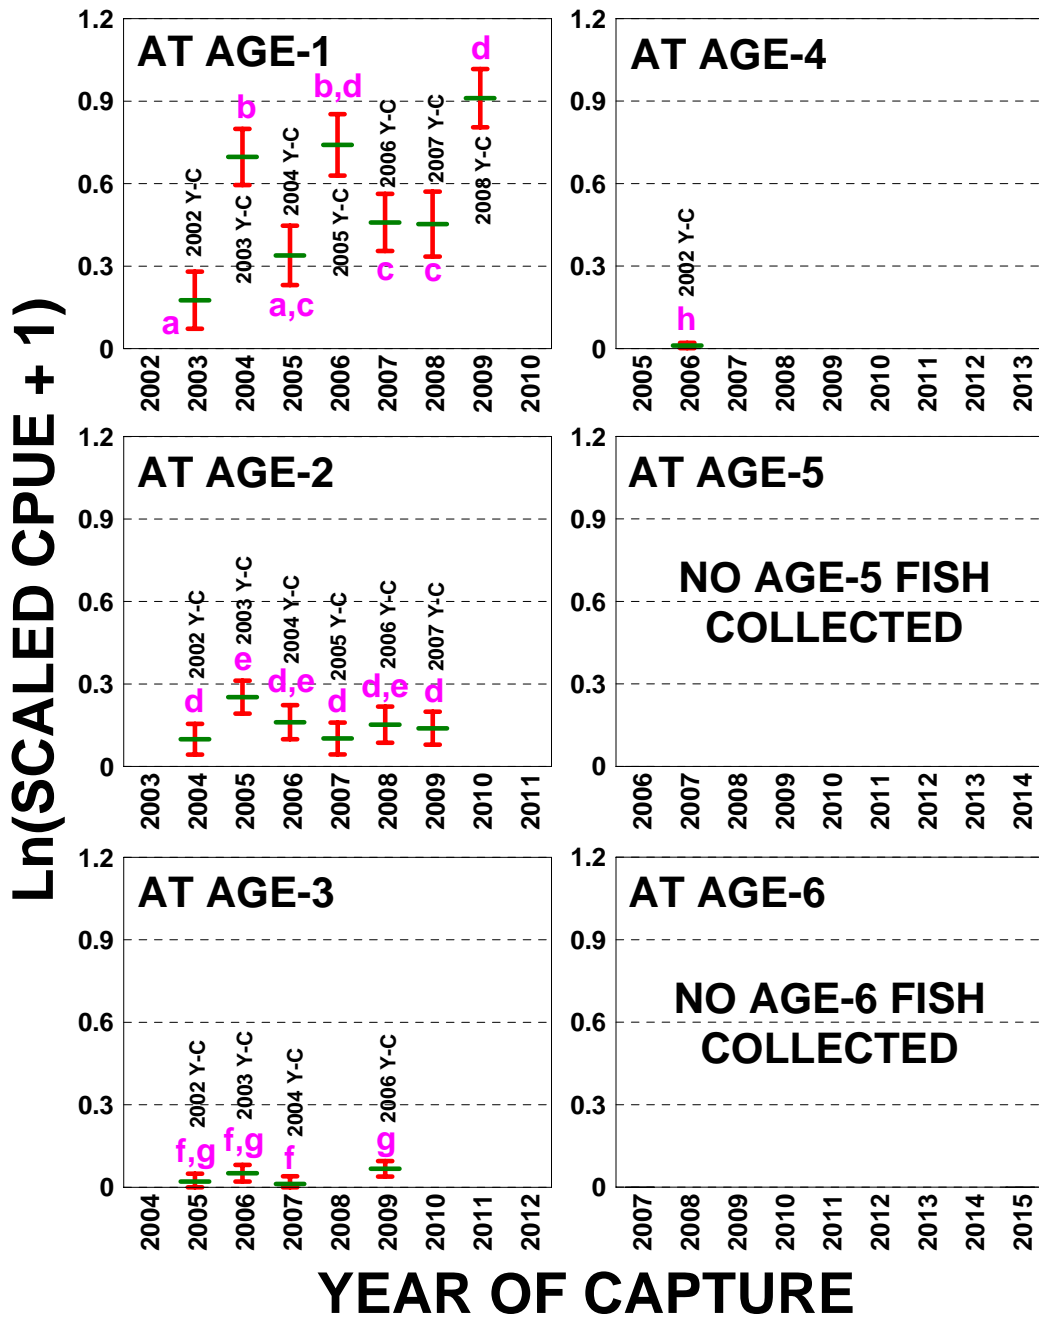 Ln(SCALED CPUE + 1)
AT AGE-1
1.2
0.9
0.6
0.3
0
2002 Y-C
2003 Y-C
2004 Y-C
2005 Y-C
2006 Y-C
2007 Y-C
2008 Y-C
a
b
a,c
b,d
c
c
d
2002
2003
2004
2005
2006
2007
2008
2009
2010
AT AGE-4
1.2
0.9
0.6
0.3
0
2002 Y-C
h
2005
2006
2007
2008
2009
2010
2011
2012
2013
AT AGE-2
1.2
0.9
0.6
0.3
0
2002 Y-C
2003 Y-C
2004 Y-C
2005 Y-C
2006 Y-C
2007 Y-C
d
e
d,e
d
d,e
d
2003
2004
2005
2006
2007
2008
2009
2010
2011
AT AGE-5
1.2
0.9
0.6
0.3
0
NO AGE-5 FISH
COLLECTED
2006
2007
2008
2009
2010
2011
2012
2013
2014
AT AGE-3
1.2
0.9
0.6
0.3
0
2002 Y-C
2003 Y-C
2004 Y-C
2006 Y-C
f,g
f,g
f
g
2004
2005
2006
2007
2008
2009
2010
2011
2012
AT AGE-6
1.2
0.9
0.6
0.3
0
NO AGE-6 FISH
COLLECTED
2007
2008
2009
2010
2011
2012
2013
2014
2015
YEAR OF CAPTURE